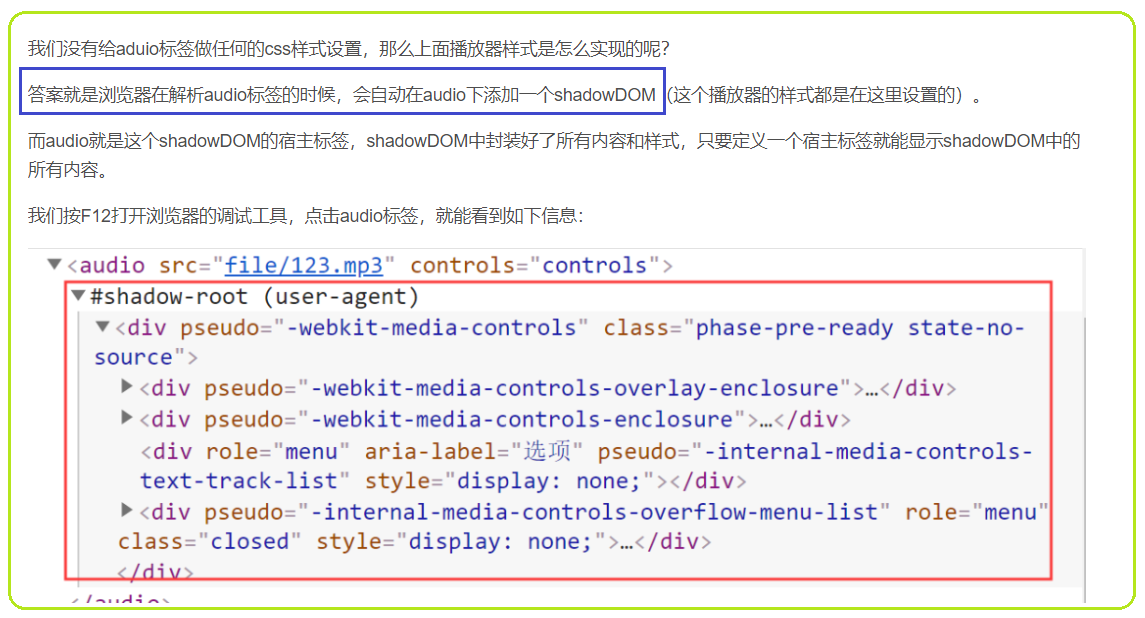 我们没有给aduio标签做任何的css样式设置，那么上面播放器样式是怎么实现的呢？
答案就是浏览器在解析audio标签的时候，会自动在audio下添加一个shadowDOM（这个播放器的样式都是在这里设置的）。
而audio就是这个shadowDOM的宿主标签，shadowDOM中封装好了所有内容和样式，只要定义一个宿主标签就能显示shadowDOM中的
所有内容。
我们按F12打开浏览器的调试工具，点击audio标签，就能看到如下信息：
▼<audio src="file/123.mp3" controls="controls">
▼#shadow-root (user-agent)
▼<div pseudo="-webkit-media-controls" class="phase-pre-ready state-no-
source">
▶<div pseudo="-webkit-media-controls-overlay-enclosure">…</div>
▶<div pseudo="-webkit-media-controls-enclosure">…</div>
<div role="menu" aria-label="选项" pseudo="-internal-media-controls-
text-track-list" style="display: none;"></div>
▶<div pseudo="-internal-media-controls-overflow-menu-list" role="menu"
class="closed" style="display: none;">…</div>
</div>
</audio>